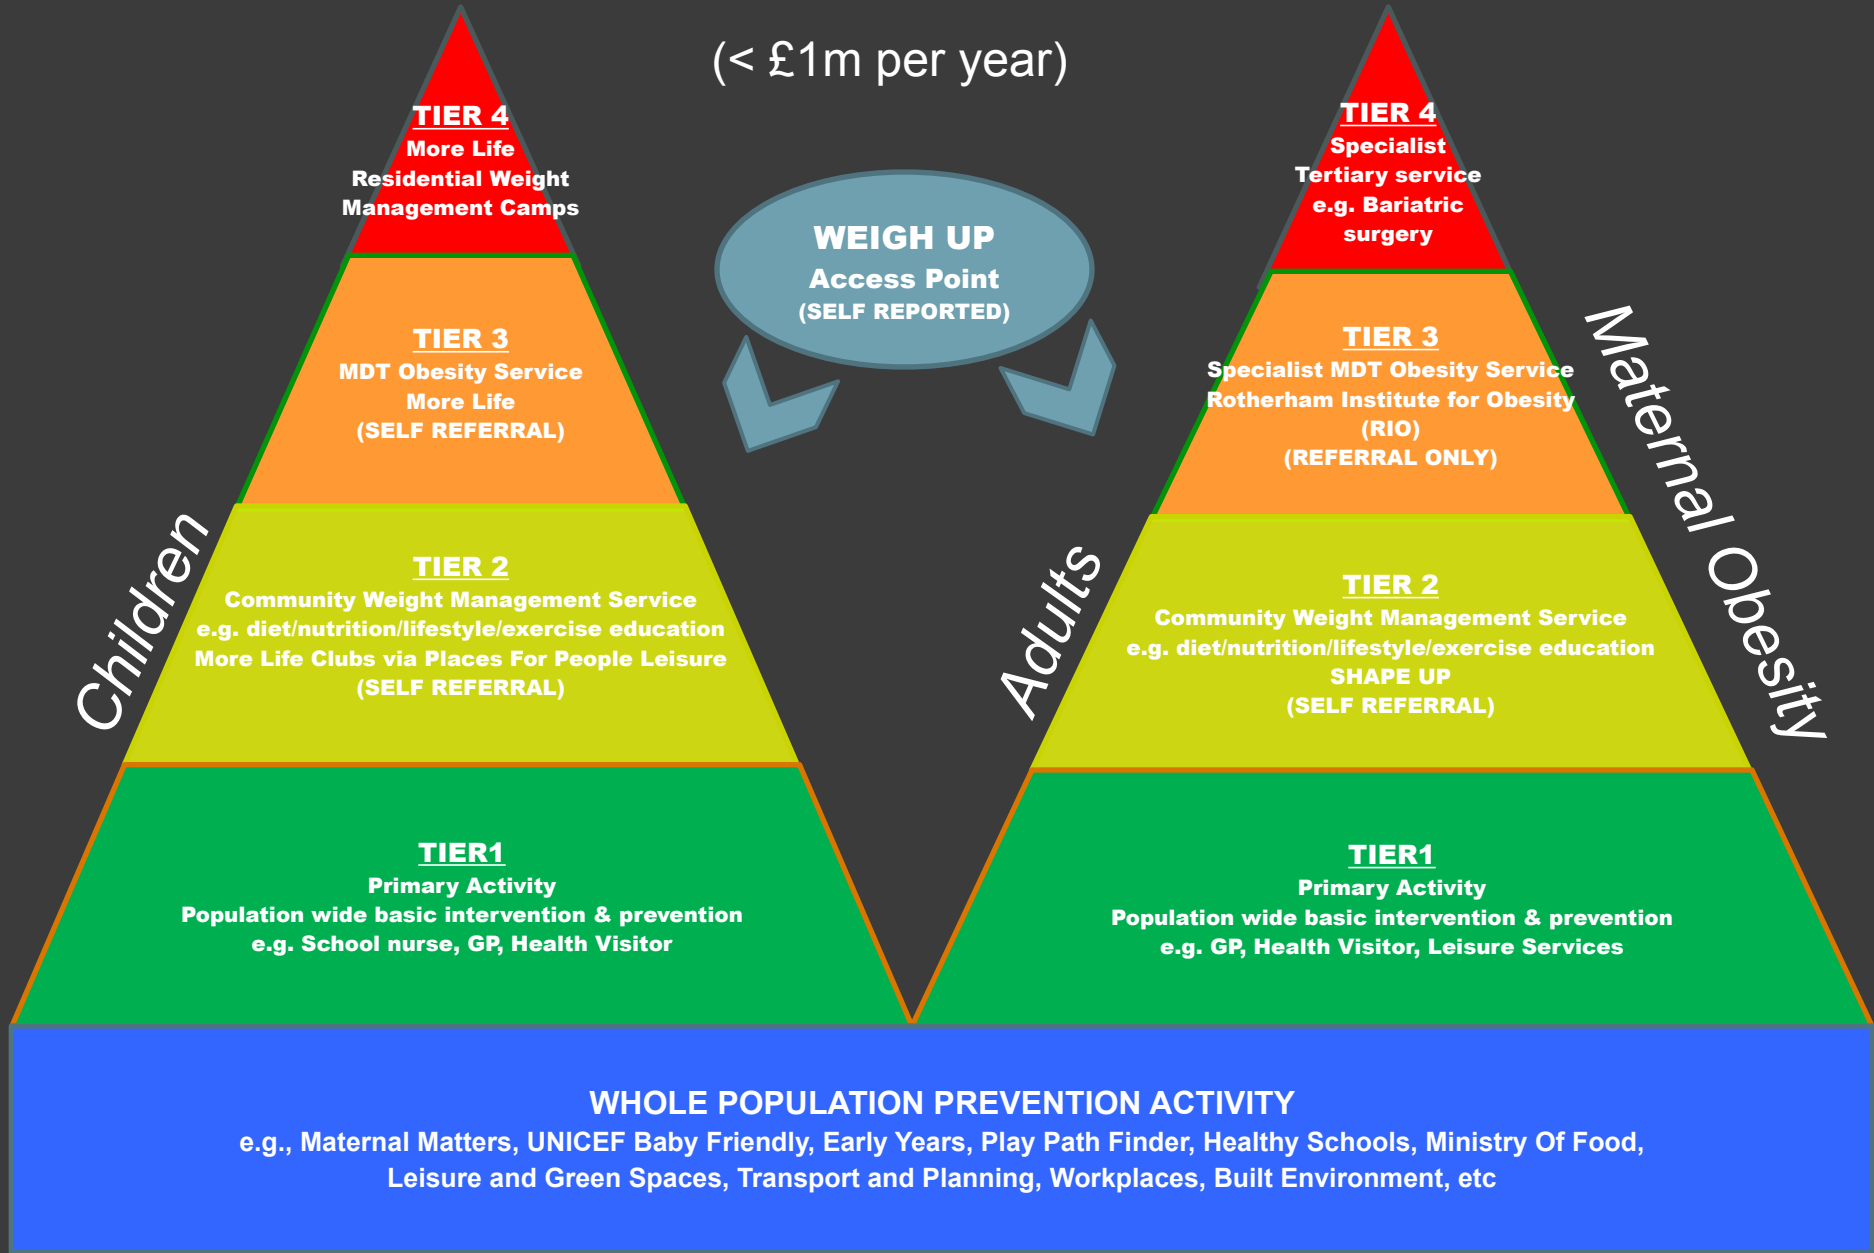 (< £1m per year)
TIER 4
More Life
Residential Weight
Management Camps
TIER 3
MDT Obesity Service
More Life
(SELF REFERRAL)
TIER 2
Community Weight Management Service
e.g. diet/nutrition/lifestyle/exercise education
More Life Clubs via Places For People Leisure
(SELF REFERRAL)
TIER1
Primary Activity
Population wide basic intervention & prevention
e.g. School nurse, GP, Health Visitor
Children
WEIGH UP
Access Point
(SELF REPORTED)
TIER 4
Specialist
Tertiary service
e.g. Bariatric
surgery
TIER 3
Specialist MDT Obesity Service
Rotherham Institute for Obesity
(RIO)
(REFERRAL ONLY)
TIER 2
Community Weight Management Service
e.g. diet/nutrition/lifestyle/exercise education
SHAPE UP
(SELF REFERRAL)
TIER1
Primary Activity
Population wide basic intervention & prevention
e.g. GP, Health Visitor, Leisure Services
Adults
Maternal Obesity
WHOLE POPULATION PREVENTION ACTIVITY
e.g., Maternal Matters, UNICEF Baby Friendly, Early Years, Play Path Finder, Healthy Schools, Ministry Of Food,
Leisure and Green Spaces, Transport and Planning, Workplaces, Built Environment, etc